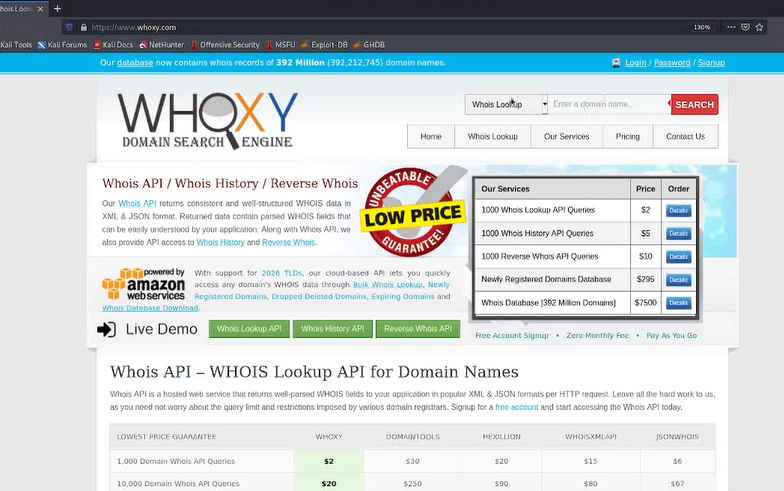 https://www.whoxy.com
130%
Kali Tools Kali Forums Kali Docs NetHunter Offensive Security MSFU Exploit-DB GHDB
Our database now contains whois records of 392 Million (392,212,745) domain names.
Login / Password / Signup
WHOXY
DOMAIN SEARCH ENGINE
Whois Lookup
Enter a domain name...
SEARCH
Home
Whois Lookup
Our Services
Pricing
Contact Us
Whois API / Whois History / Reverse Whois
Our Whois API returns consistent and well-structured WHOIS data in
XML & JSON format. Returned data contain parsed WHOIS fields that
can be easily understood by your application. Along with Whois API, we
also provide API access to Whois History and Reverse Whois.
UNBEATABLE
LOW PRICE
GUARANTEE!
Our Services Price Order
1000 Whois Lookup API Queries $2 Details
1000 Whois History API Queries $5 Details
1000 Reverse Whois API Queries $10 Details
Newly Registered Domains Database $295 Details
Whois Database [392 Million Domains] $7500 Details
powered by
amazon
webservices
With support for 2026 TLDs, our cloud-based API lets you quickly
access any domain's WHOIS data through Bulk Whois Lookup, Newly
Registered Domains, Dropped Deleted Domains, Expiring Domains and
Whois Database Download.
Live Demo
Whois Lookup API
Whois History API
Reverse Whois API
Free Account Signup • Zero Monthly Fee • Pay As You Go
Whois API – WHOIS Lookup API for Domain Names
Whois API is a hosted web service that returns well-parsed WHOIS fields to your application in popular XML & JSON formats per HTTP request. Leave all the hard work to us,
as you need not worry about the query limit and restrictions imposed by various domain registrars. Signup for a free account and start accessing the Whois API today.
LOWEST PRICE GUARANTEE WHOXY DOMAINTOOLS HEXILLION WHOISXMLAPI JSONWHOIS
1,000 Domain Whois API Queries $2 $30 $20 $15 $6
10,000 Domain Whois API Queries $20 $250 $90 $80 $67